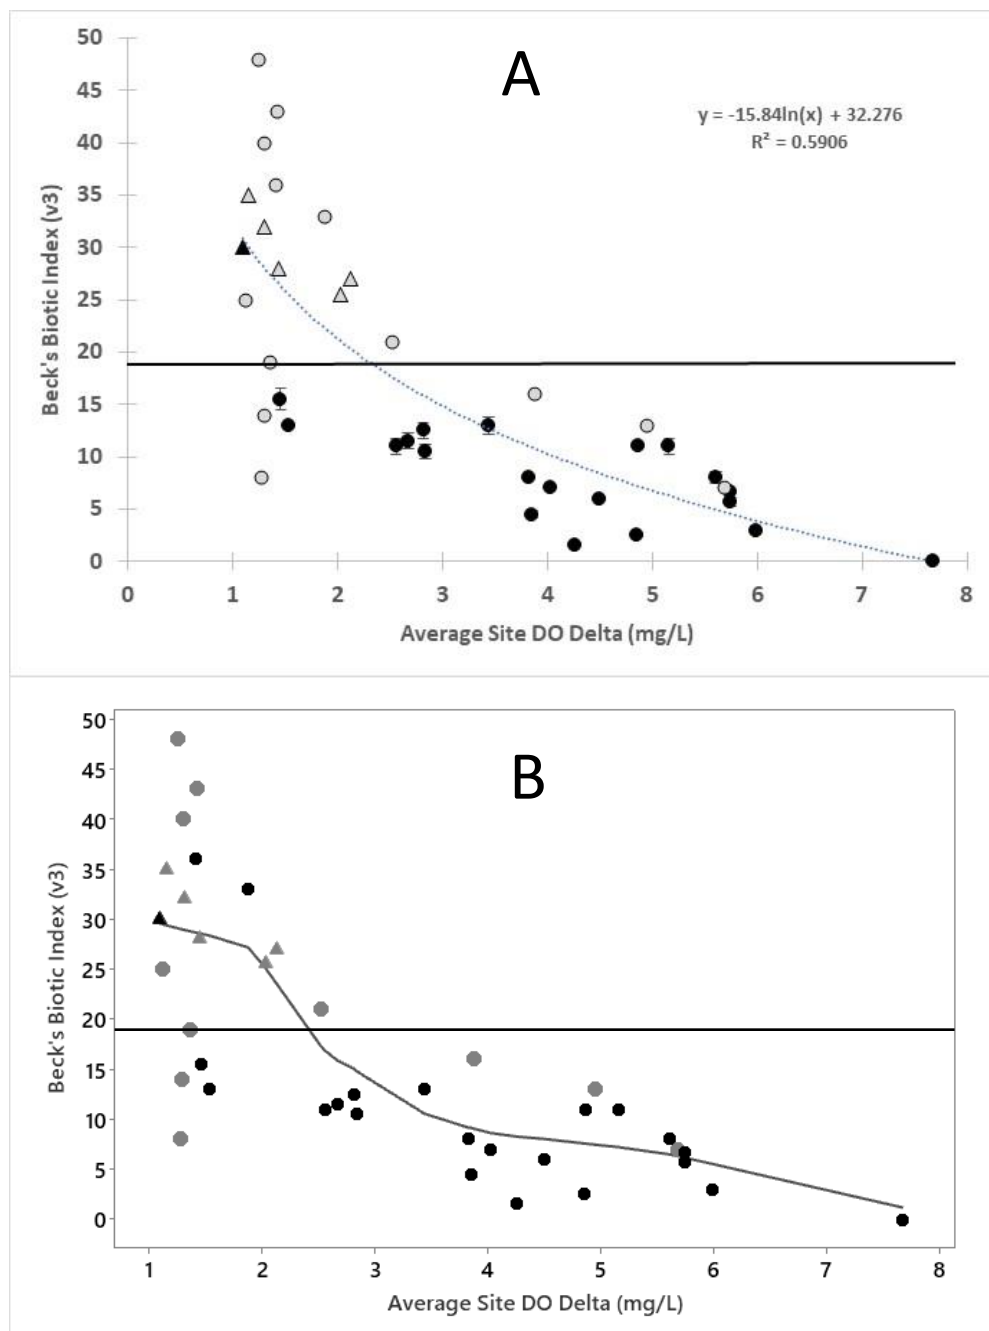 A
y = -15.84ln(x) + 32.276
R² = 0.5906
Beck's Biotic Index (v3)
50
45
40
35
30
25
20
15
10
5
0
0 1 2 3 4 5 6 7 8
Average Site DO Delta (mg/L)
B
Beck's Biotic Index (v3)
50
45
40
35
30
25
20
15
10
5
0
1 2 3 4 5 6 7 8
Average Site DO Delta (mg/L)